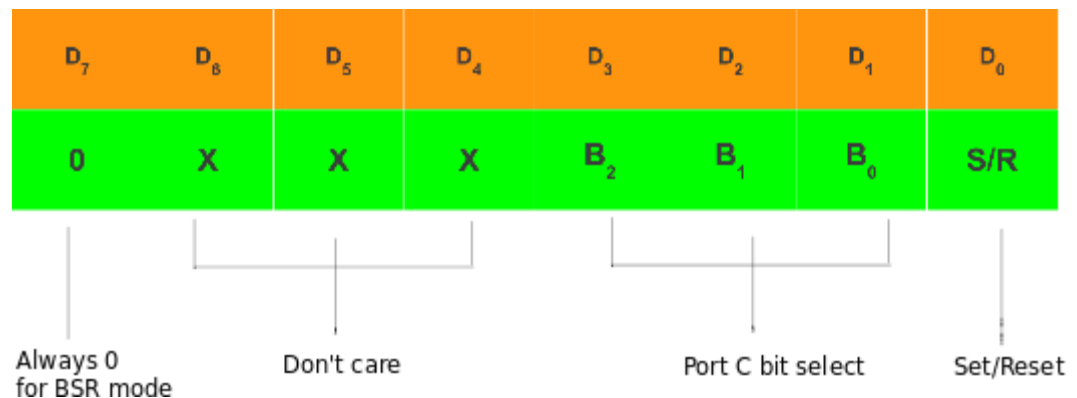 D₇ D₆ D₅ D₄ D₃ D₂ D₁ D₀
0 X X X B₂ B₁ B₀ S/R
Always 0
for BSR mode
Don't care
Port C bit select
Set/Reset